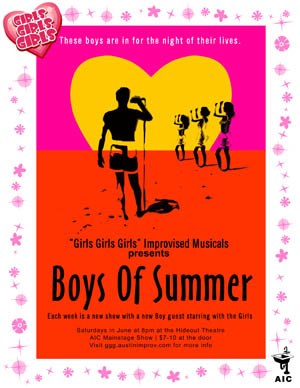 GIRLS
GIRLS
GIRLS
These boys are in for the night of their lives.
"Girls Girls Girls" Improvised Musicals
presents
Boys Of Summer
Each week is a new show with a new Boy guest starring with the Girls
Saturdays in June at 8pm at the Hideout Theatre
AIC Mainstage Show | $7-10 at the door
Visit ggg.austinimprov.com for more info
AIC